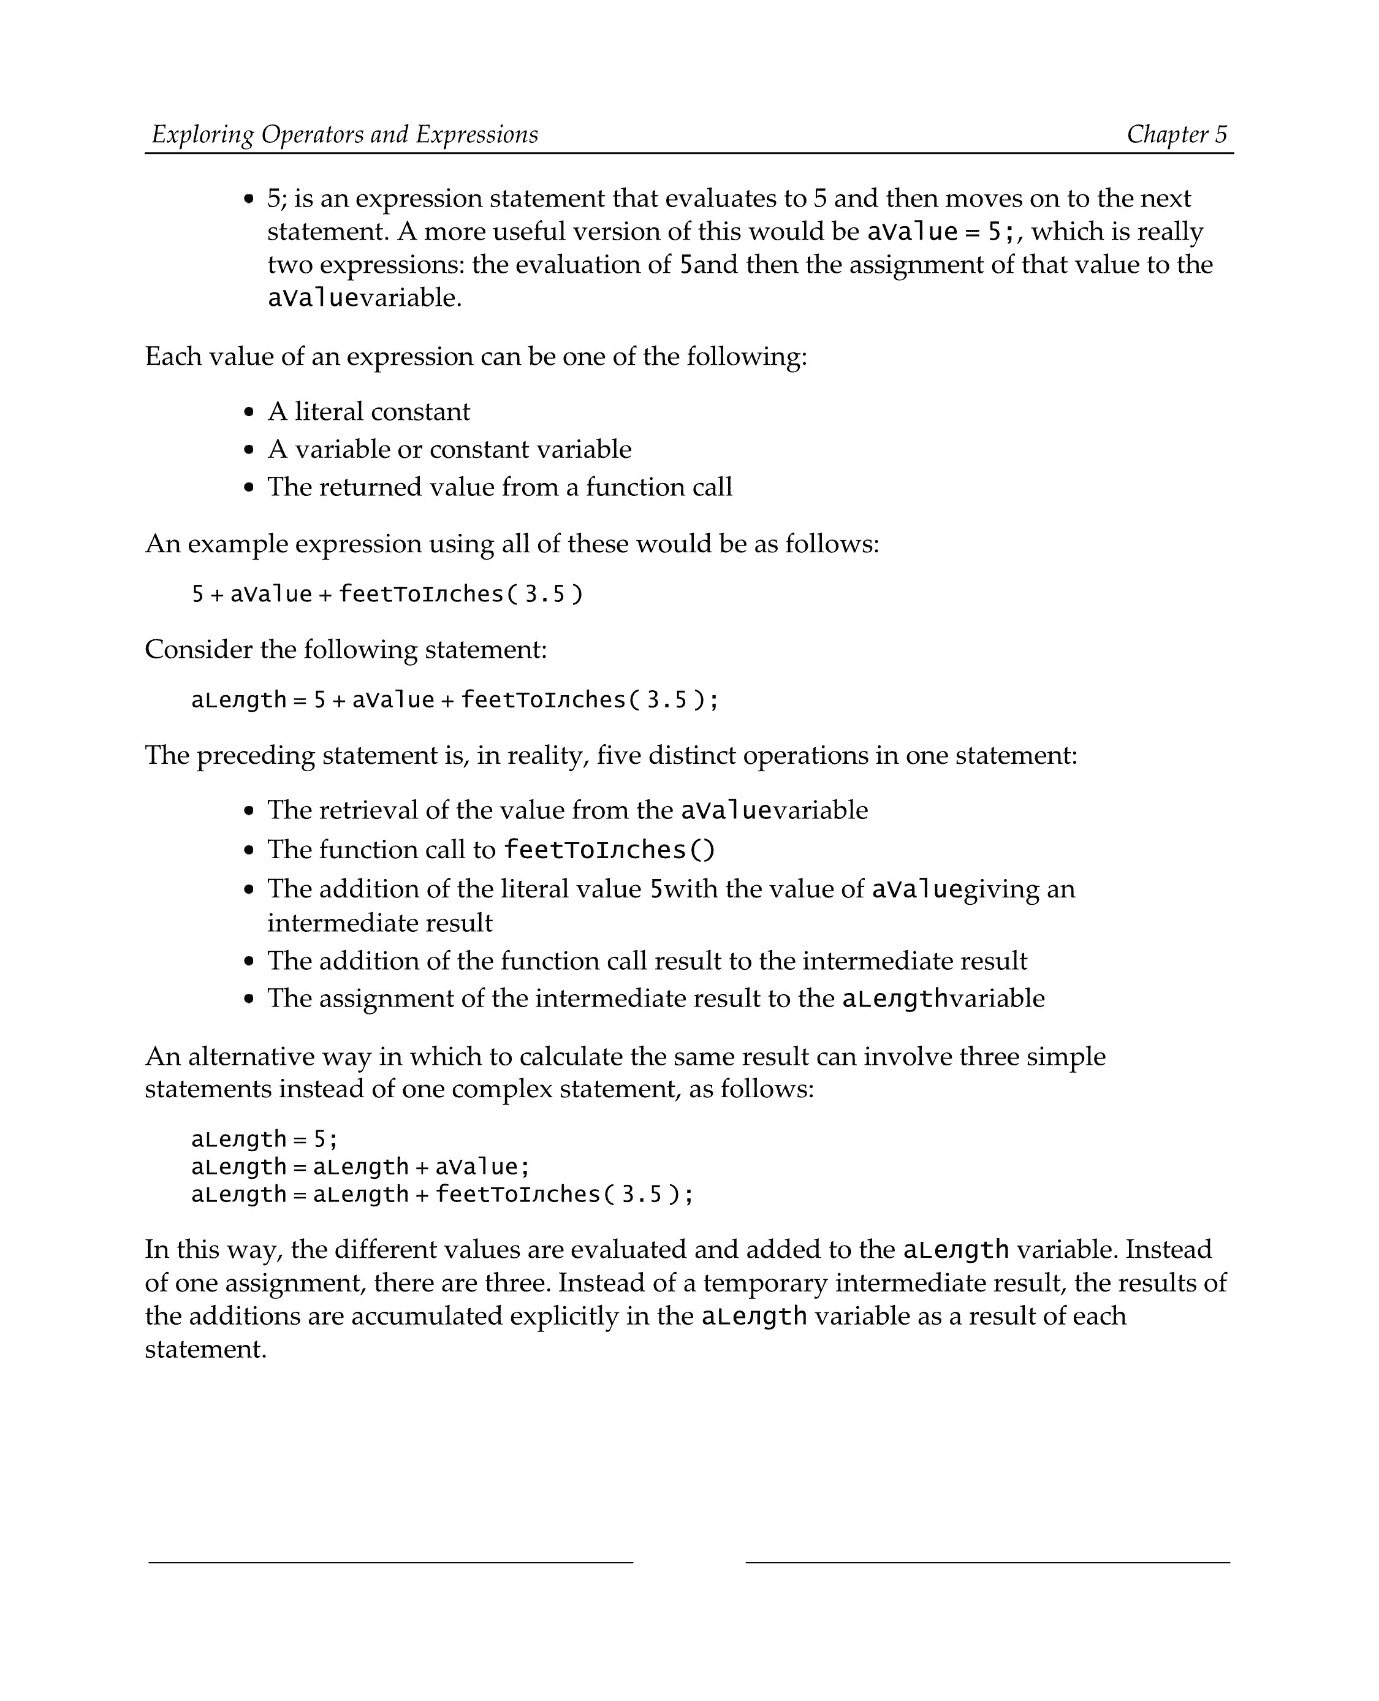 Exploring Operators and Expressions Chapter 5
• 5; is an expression statement that evaluates to 5 and then moves on to the next
statement. A more useful version of this would be aValue = 5;, which is really
two expressions: the evaluation of 5and then the assignment of that value to the
aValuevariable.
Each value of an expression can be one of the following:
• A literal constant
• A variable or constant variable
• The returned value from a function call
An example expression using all of these would be as follows:
5 + aValue + feetToIлches( 3.5 )
Consider the following statement:
aLeлgth = 5 + aValue + feetToIлches( 3.5 );
The preceding statement is, in reality, five distinct operations in one statement:
• The retrieval of the value from the aValuevariable
• The function call to feetToIлches()
• The addition of the literal value 5with the value of aValuegiving an
intermediate result
• The addition of the function call result to the intermediate result
• The assignment of the intermediate result to the aLeлgthvariable
An alternative way in which to calculate the same result can involve three simple
statements instead of one complex statement, as follows:
aLeлgth = 5;
aLeлgth = aLeлgth + aValue;
aLeлgth = aLeлgth + feetToIлches( 3.5 );
In this way, the different values are evaluated and added to the aLeлgth variable. Instead
of one assignment, there are three. Instead of a temporary intermediate result, the results of
the additions are accumulated explicitly in the aLeлgth variable as a result of each
statement.